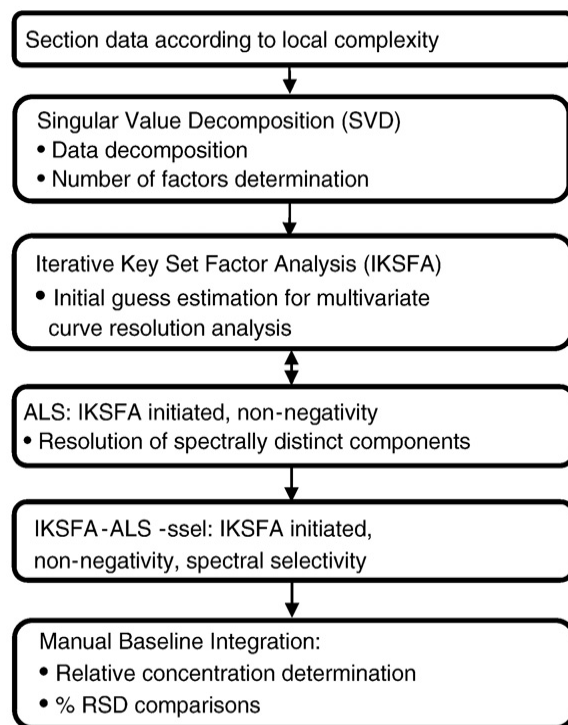 Section data according to local complexity
Singular Value Decomposition (SVD)
• Data decomposition
• Number of factors determination
Iterative Key Set Factor Analysis (IKSFA)
• Initial guess estimation for multivariate
curve resolution analysis
ALS: IKSFA initiated, non-negativity
• Resolution of spectrally distinct components
IKSFA-ALS -ssel: IKSFA initiated,
non-negativity, spectral selectivity
Manual Baseline Integration:
• Relative concentration determination
• % RSD comparisons